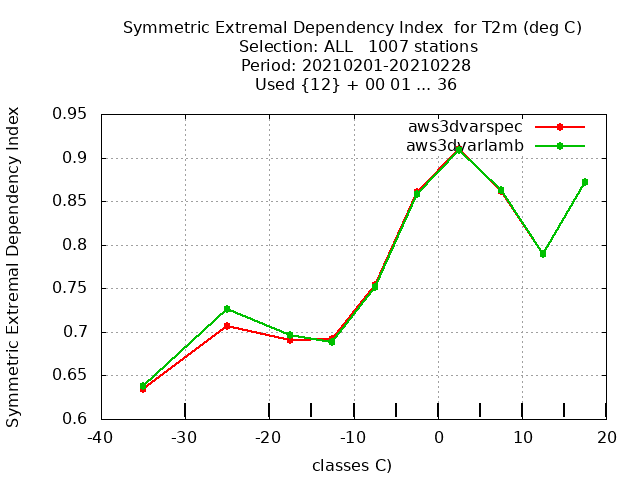 Symmetric Extremal Dependency Index  for T2m (deg C)
Selection: ALL   1007 stations
Period: 20210201-20210228
Used {12} + 00 01 ... 36
Symmetric Extremal Dependency Index
0.95
0.9
0.85
0.8
0.75
0.7
0.65
0.6
aws3dvarspec
aws3dvarlamb
-40 -30 -20 -10 0 10 20
classes C)